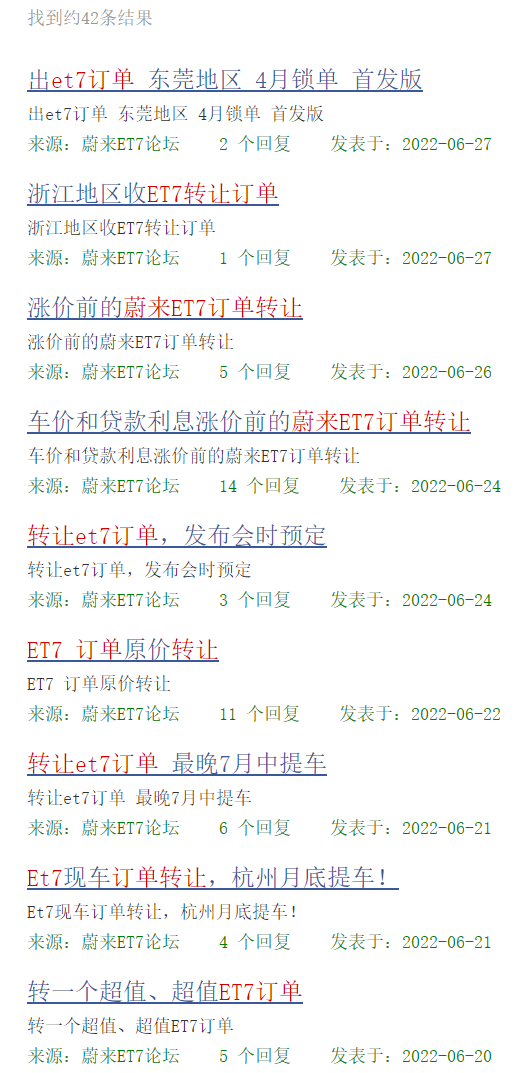 找到约42条结果
出et7订单 东莞地区 4月锁单 首发版
出et7订单 东莞地区 4月锁单 首发版
来源：蔚来ET7论坛 2 个回复 发表于：2022-06-27
浙江地区收ET7转让订单
浙江地区收ET7转让订单
来源：蔚来ET7论坛 1 个回复 发表于：2022-06-27
涨价前的蔚来ET7订单转让
涨价前的蔚来ET7订单转让
来源：蔚来ET7论坛 5 个回复 发表于：2022-06-26
车价和贷款利息涨价前的蔚来ET7订单转让
车价和贷款利息涨价前的蔚来ET7订单转让
来源：蔚来ET7论坛 14 个回复 发表于：2022-06-24
转让et7订单，发布会时预定
转让et7订单，发布会时预定
来源：蔚来ET7论坛 3 个回复 发表于：2022-06-24
ET7 订单原价转让
ET7 订单原价转让
来源：蔚来ET7论坛 11 个回复 发表于：2022-06-22
转让et7订单 最晚7月中提车
转让et7订单 最晚7月中提车
来源：蔚来ET7论坛 6 个回复 发表于：2022-06-21
Et7现车订单转让，杭州月底提车！
Et7现车订单转让，杭州月底提车！
来源：蔚来ET7论坛 4 个回复 发表于：2022-06-21
转一个超值、超值ET7订单
转一个超值、超值ET7订单
来源：蔚来ET7论坛 5 个回复 发表于：2022-06-20